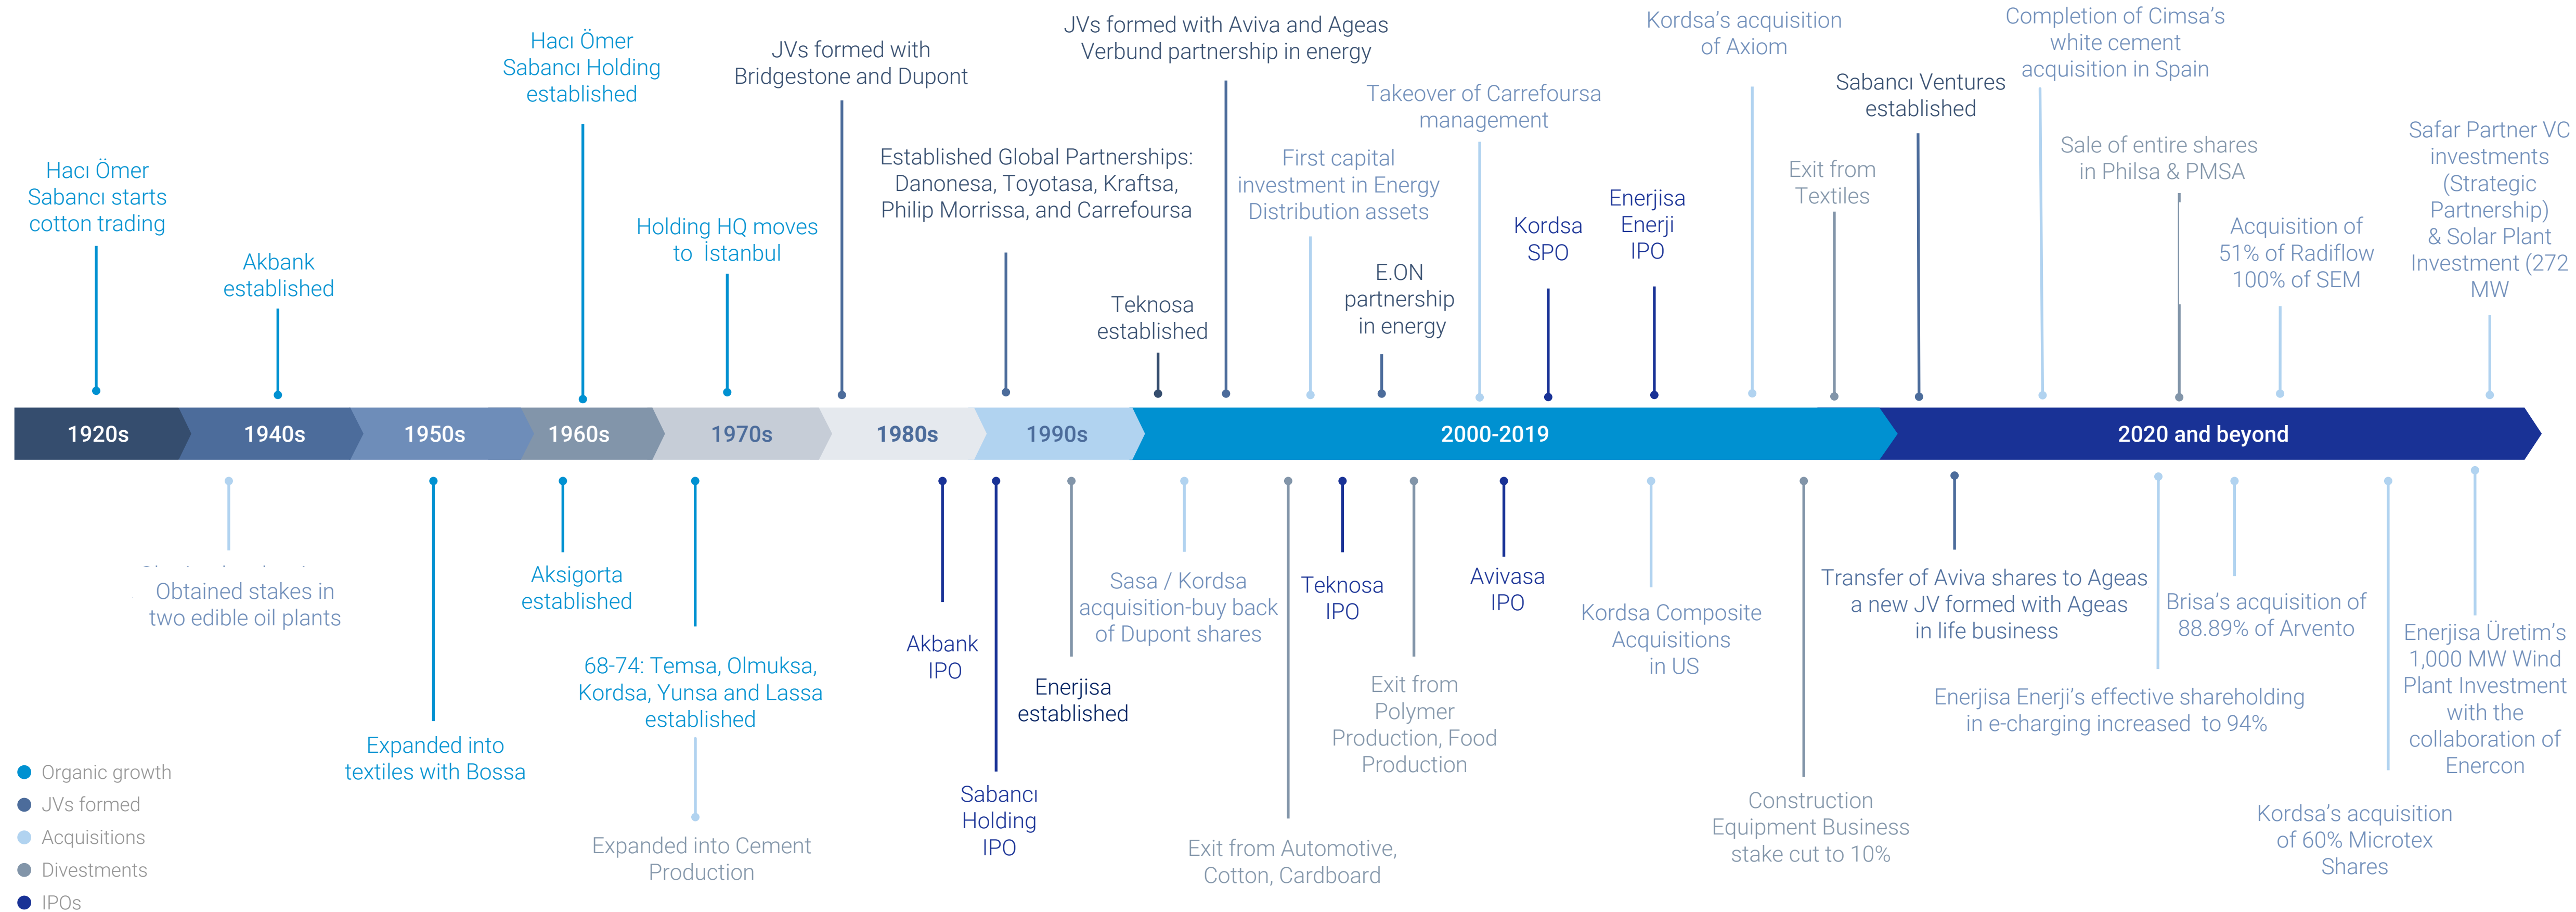 Hacı Ömer
Sabancı starts
cotton trading
Akbank
established
Hacı Ömer
Sabancı Holding
established
Holding HQ moves
to İstanbul
JVs formed with
Bridgestone and Dupont
Established Global Partnerships:
Danonesa, Toyotasa, Kraftsa,
Philip Morrissa, and Carrefoursa
Teknosa
established
JVs formed with Aviva and Ageas
Verbund partnership in energy
First capital
investment in Energy
Distribution assets
E.ON
partnership
in energy
Takeover of Carrefoursa
management
Kordsa
SPO
Enerjisa
Enerji
IPO
Kordsa’s acquisition
of Axiom
Exit from
Textiles
Sabancı Ventures
established
Completion of Cimsa’s
white cement
acquisition in Spain
Sale of entire shares
in Philsa & PMSA
Acquisition of
51% of Radiflow
100% of SEM
Safar Partner VC
investments
(Strategic
Partnership)
& Solar Plant
Investment (272
MW
1920s
1940s
1950s
1960s
1970s
1980s
1990s
2000-2019
2020 and beyond
Obtained stakes in
two edible oil plants
Expanded into
textiles with Bossa
Aksigorta
established
68-74: Temsa, Olmuksa,
Kordsa, Yunsa and Lassa
established
Expanded into Cement
Production
Akbank
IPO
Sabancı
Holding
IPO
Enerjisa
established
Sasa / Kordsa
acquisition-buy back
of Dupont shares
Exit from Automotive,
Cotton, Cardboard
Teknosa
IPO
Exit from
Polymer
Production, Food
Production
Avivasa
IPO
Kordsa Composite
Acquisitions
in US
Construction
Equipment Business
stake cut to 10%
Transfer of Aviva shares to Ageas
a new JV formed with Ageas
in life business
Enerjisa Enerji’s effective shareholding
in e-charging increased to 94%
Brisa’s acquisition of
88.89% of Arvento
Kordsa’s acquisition
of 60% Microtex
Shares
Enerjisa Üretim’s
1,000 MW Wind
Plant Investment
with the
collaboration of
Enercon
Organic growth
JVs formed
Acquisitions
Divestments
IPOs